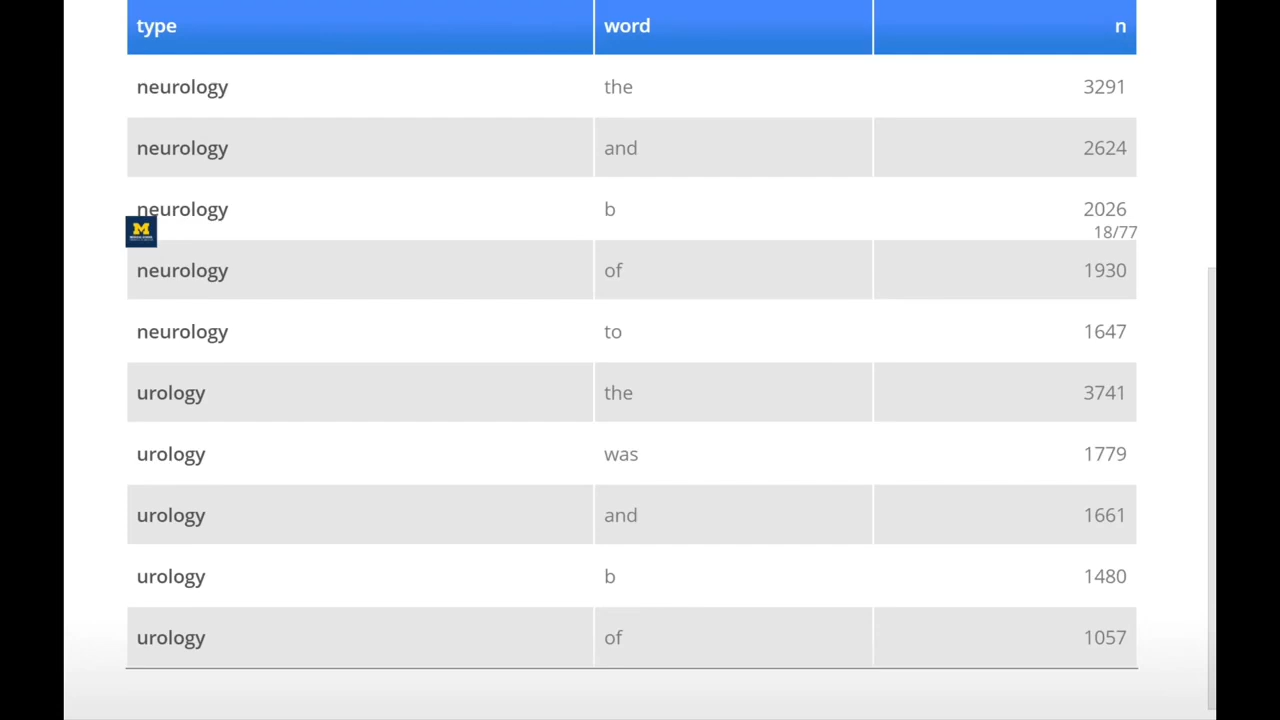 type word n
neurology the 3291
neurology and 2624
neurology b 2026
M
18/77
neurology of 1930
neurology to 1647
urology the 3741
urology was 1779
urology and 1661
urology b 1480
urology of 1057